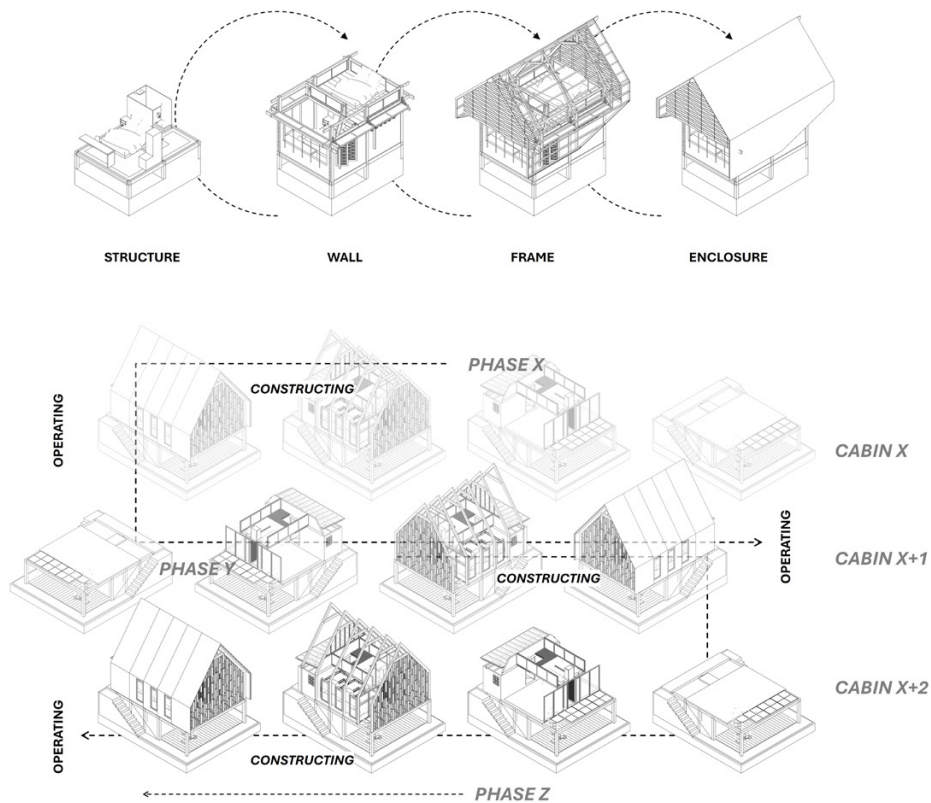 STRUCTURE
WALL
FRAME
ENCLOSURE
PHASE X
CONSTRUCTING
OPERATING
CABIN X
OPERATING
CABIN X+1
PHASE Y
CONSTRUCTING
CABIN X+2
OPERATING
CONSTRUCTING
PHASE Z